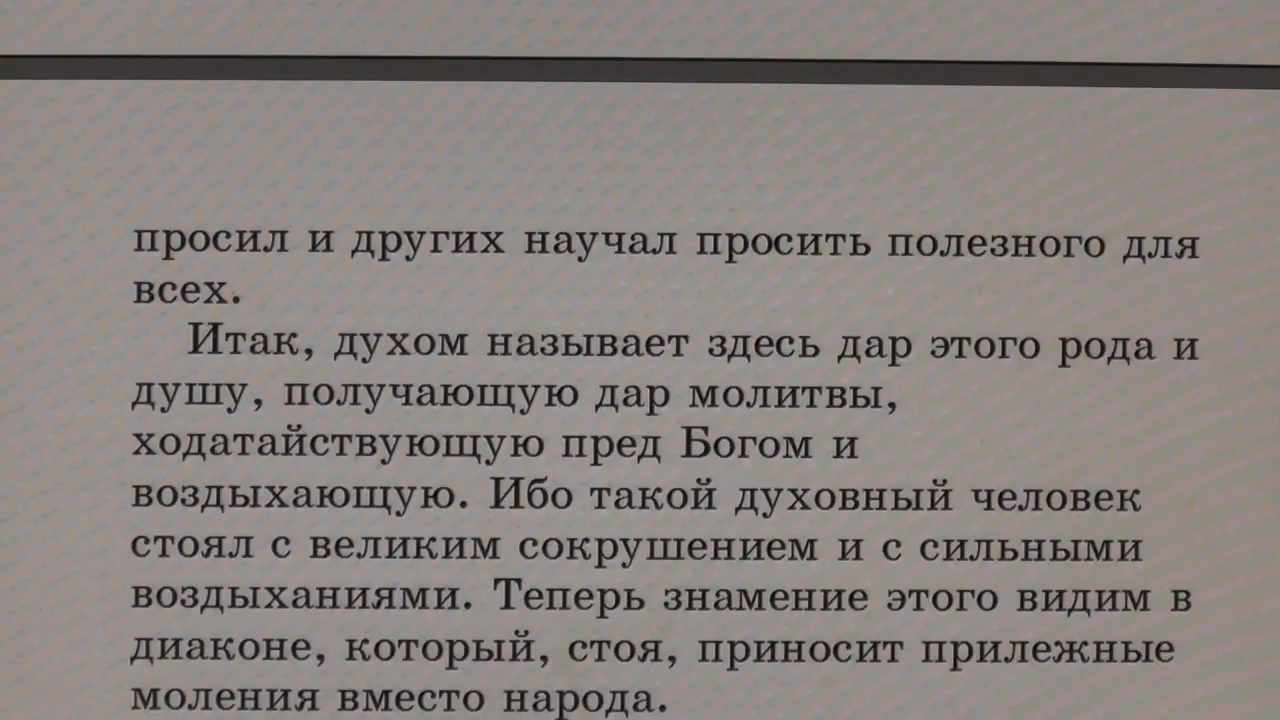 просил и других научал просить полезного для
всех.
Итак, духом называет здесь дар этого рода и
душу, получающую дар молитвы,
ходатайствующую пред Богом и
воздыхающую. Ибо такой духовный человек
стоял с великим сокрушением и с сильными
воздыханиями. Теперь знамение этого видим в
диаконе, который, стоя, приносит прилежные
моления вместо народа.